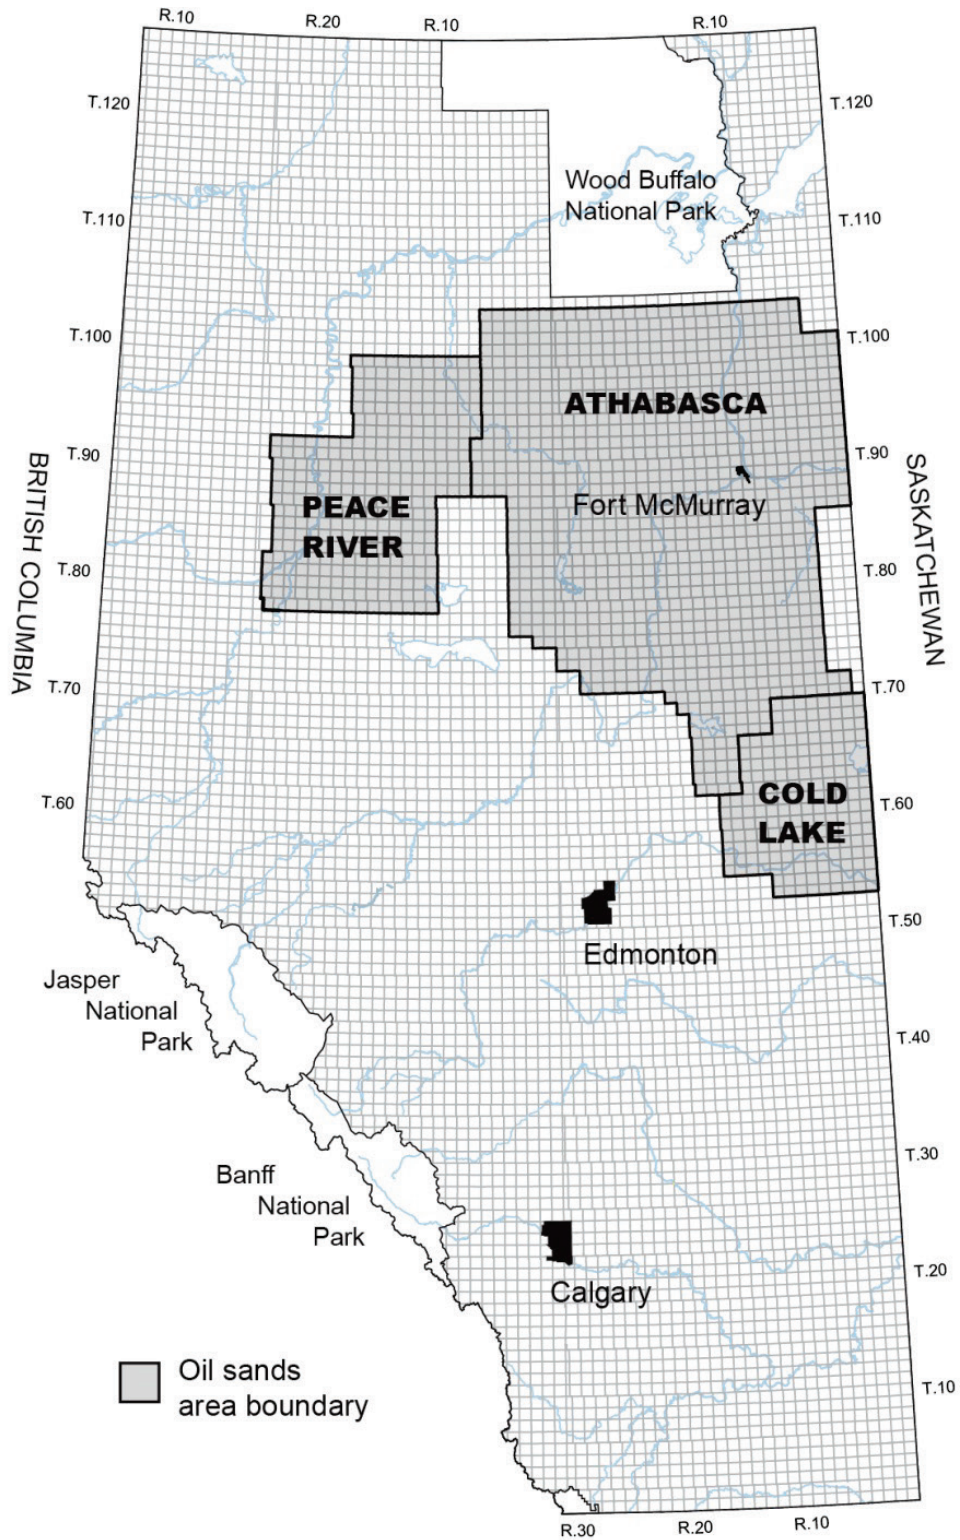 R.10
R.20
R.10
R.10
T.120
T.120
Wood Buffalo
National Park
T.110
T.110
T.100
T.100
ATHABASCA
T.90
T.90
BRITISH COLUMBIA
SASKATCHEWAN
PEACE
RIVER
Fort McMurray
T.80
T.80
T.70
T.70
COLD
LAKE
T.60
T.60
T.50
Edmonton
Jasper
National
Park
T.40
T.30
Banff
National
Park
T.20
Calgary
Oil sands
area boundary
T.10
R.30
R.20
R.10